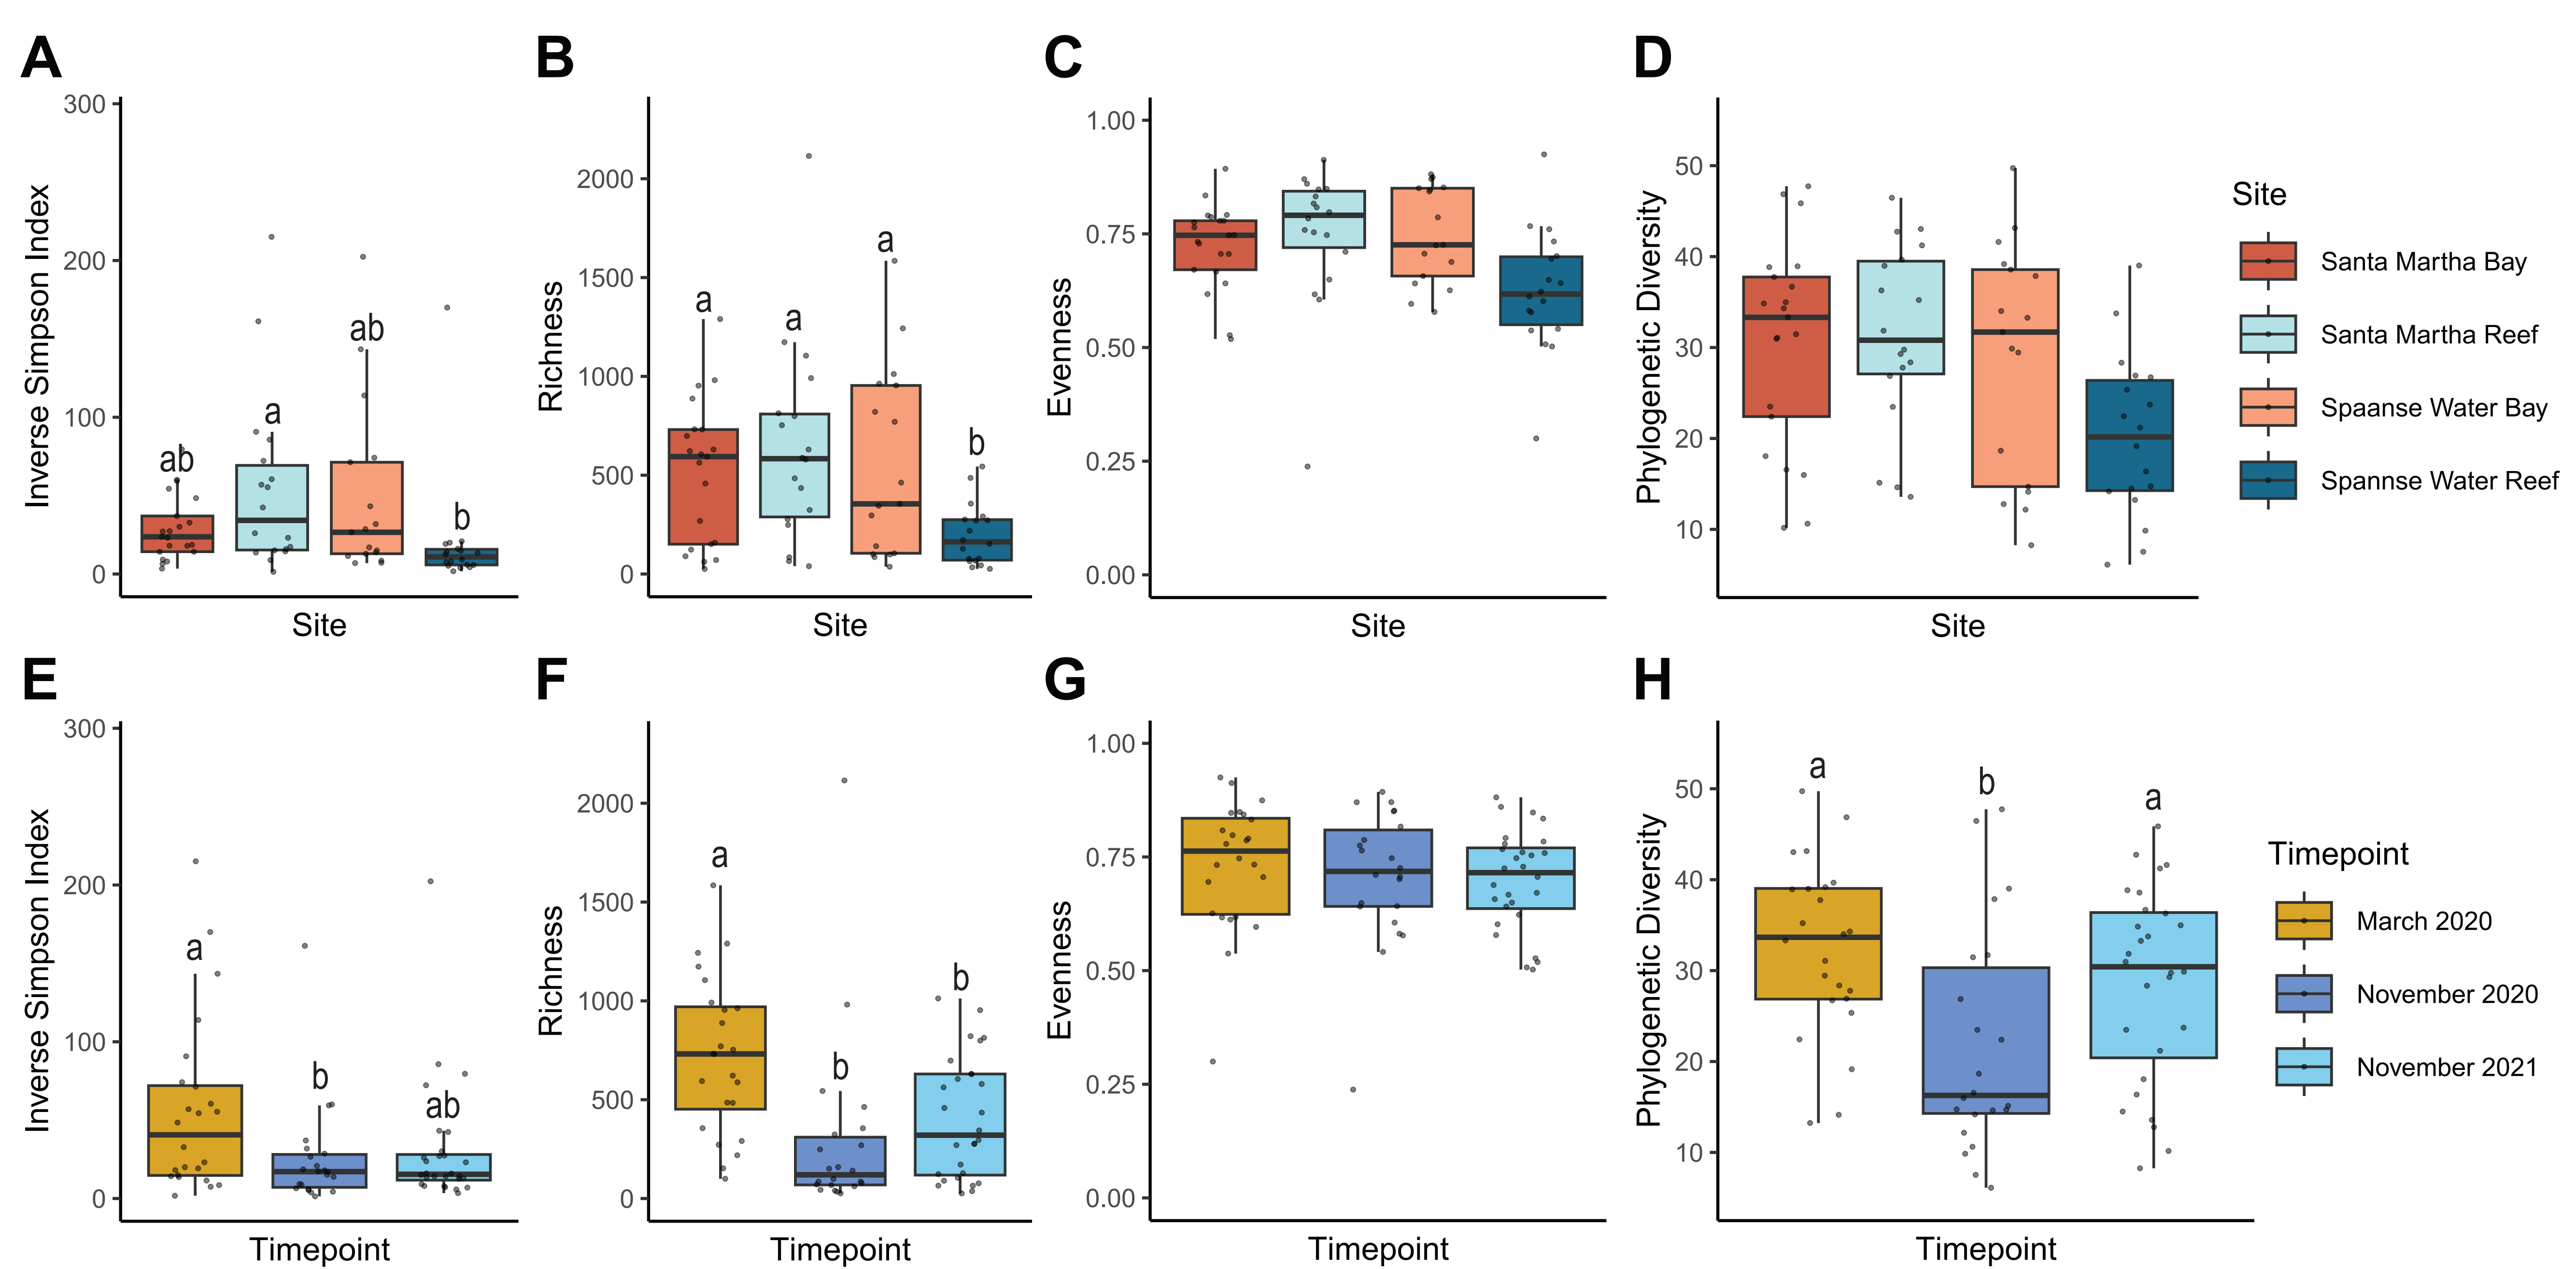 A
B
C
D
300
200
100
0
Inverse Simpson Index
ab
a
ab
b
Site
2000
1500
1000
500
0
Richness
a
a
a
b
Site
1.00
0.75
0.50
0.25
0.00
Evenness
Site
50
40
30
20
10
Phylogenetic Diversity
Site
Site
Santa Martha Bay
Santa Martha Reef
Spaanse Water Bay
Spannse Water Reef
E
F
G
H
300
200
100
0
Inverse Simpson Index
a
b
ab
Timepoint
2000
1500
1000
500
0
Richness
a
b
b
Timepoint
1.00
0.75
0.50
0.25
0.00
Evenness
Timepoint
50
40
30
20
10
Phylogenetic Diversity
a
b
a
Timepoint
Timepoint
March 2020
November 2020
November 2021